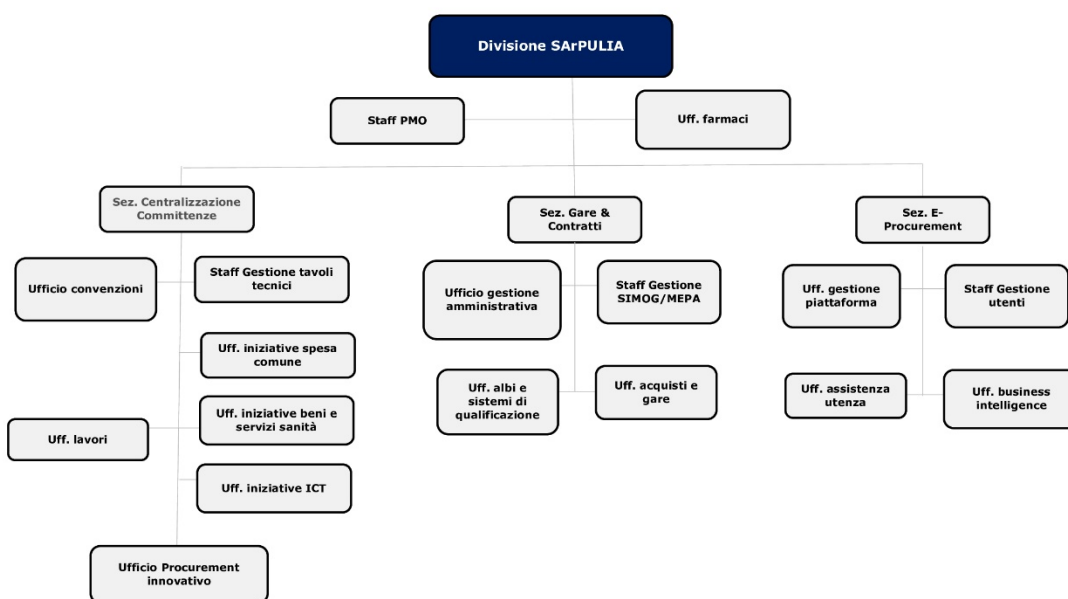 Divisione SArPULIA
Staff PMO
Uff. farmaci
Sez. Centralizzazione
Committenze
Sez. Gare &
Contratti
Sez. E-
Procurement
Ufficio convenzioni
Staff Gestione tavoli
tecnici
Uff. iniziative spesa
comune
Uff. lavori
Uff. iniziative beni e
servizi sanità
Uff. iniziative ICT
Ufficio Procurement
innovativo
Ufficio gestione
amministrativa
Staff Gestione
SIMOG/MEPA
Uff. albi e
sistemi di
qualificazione
Uff. acquisti e
gare
Uff. gestione
piattaforma
Staff Gestione
utenti
Uff. assistenza
utenza
Uff. business
intelligence